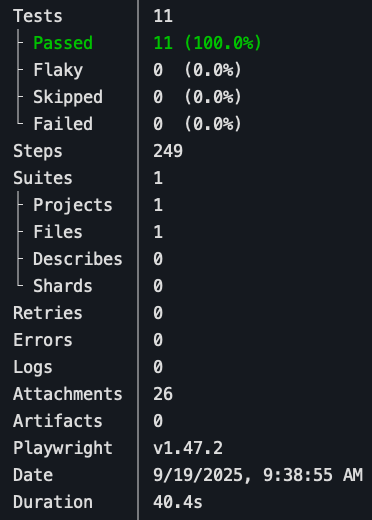 Tests 11
Passed 11 (100.0%)
Flaky 0 (0.0%)
Skipped 0 (0.0%)
Failed 0 (0.0%)
Steps 249
Suites 1
Projects 1
Files 1
Describes 0
Shards 0
Retries 0
Errors 0
Logs 0
Attachments 26
Artifacts 0
Playwright v1.47.2
Date 9/19/2025, 9:38:55 AM
Duration 40.4s